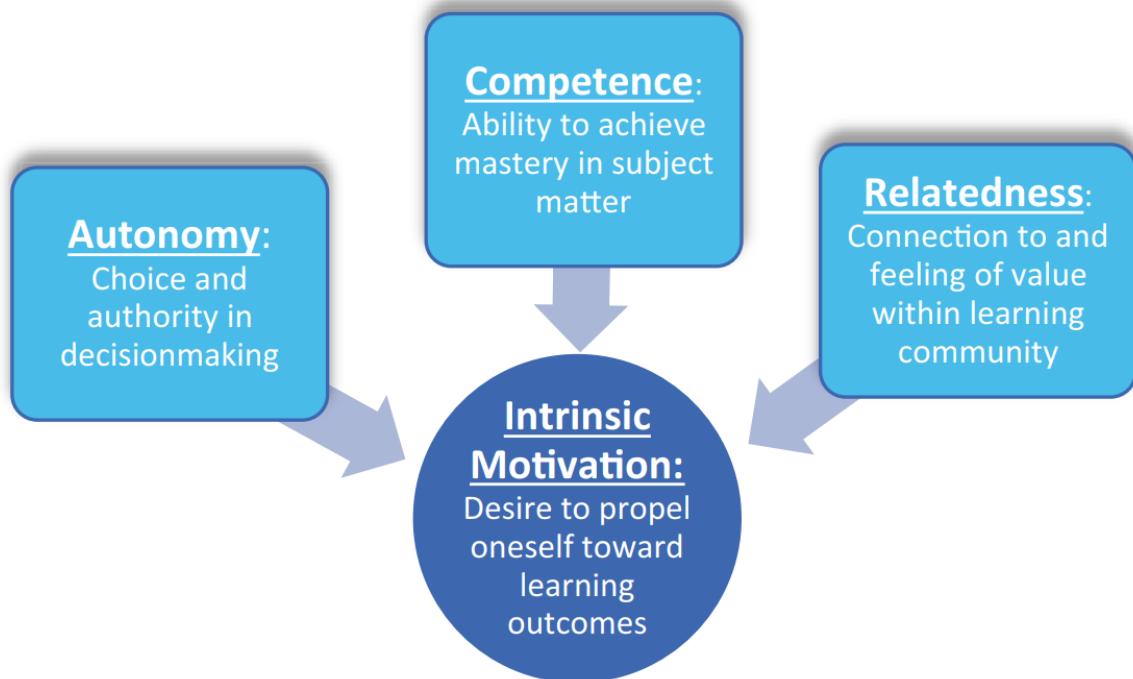 Autonomy:
Choice and
authority in
decisionmaking
Competence:
Ability to achieve
mastery in subject
matter
Relatedness:
Connection to and
feeling of value
within learning
community
Intrinsic
Motivation:
Desire to propel
oneself toward
learning
outcomes